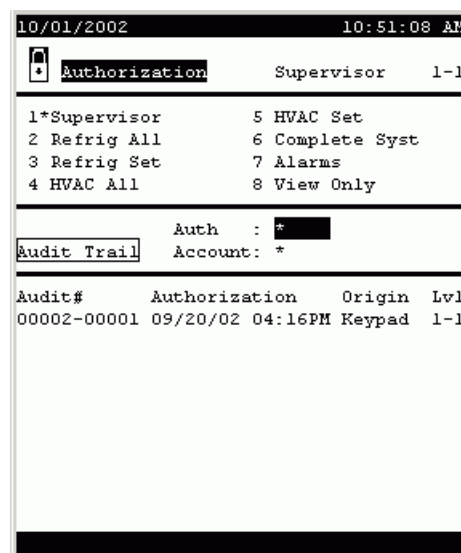 10/01/2002 10:51:08 AM
Authorization Supervisor 1-1
1*Supervisor 5 HVAC Set
2 Refrig All 6 Complete Syst
3 Refrig Set 7 Alarms
4 HVAC All 8 View Only
Auth : *
Audit Trail Account: *
Audit# Authorization Origin Lvl
00002-00001 09/20/02 04:16PM Keypad 1-1